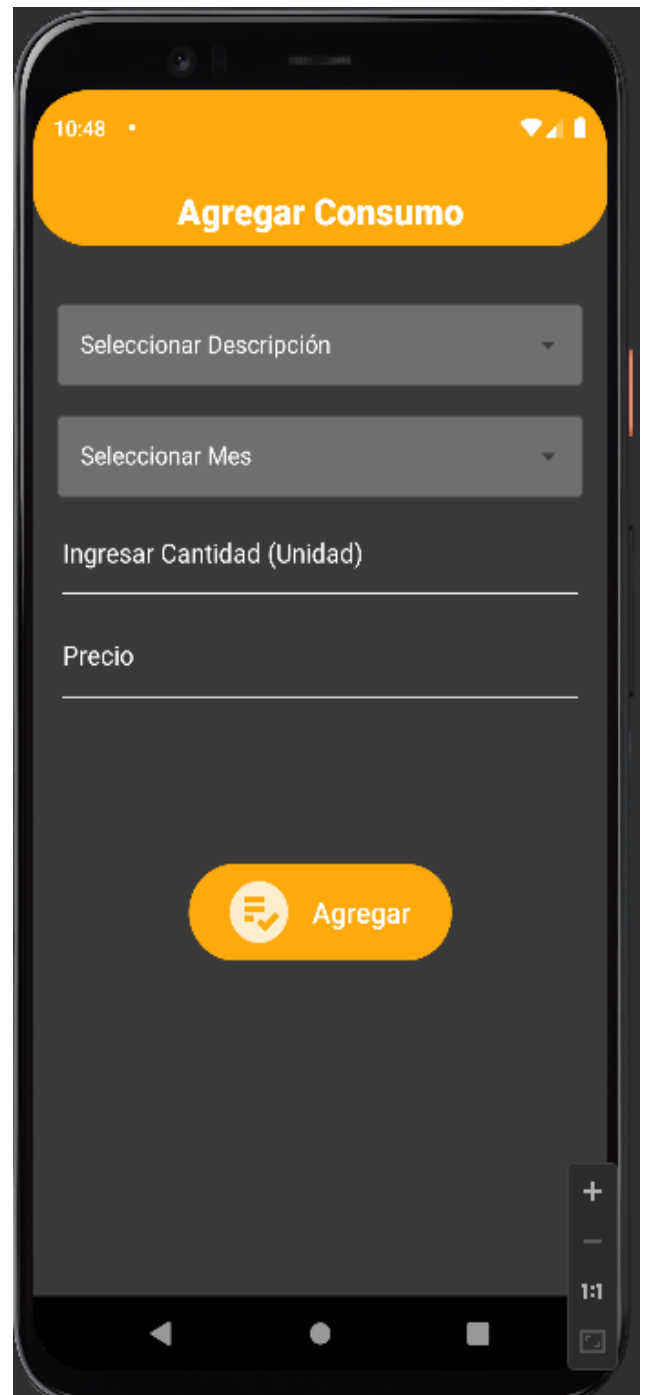 10:48
Agregar Consumo
Seleccionar Descripción
Seleccionar Mes
Ingresar Cantidad (Unidad)
Precio
Agregar
1:1